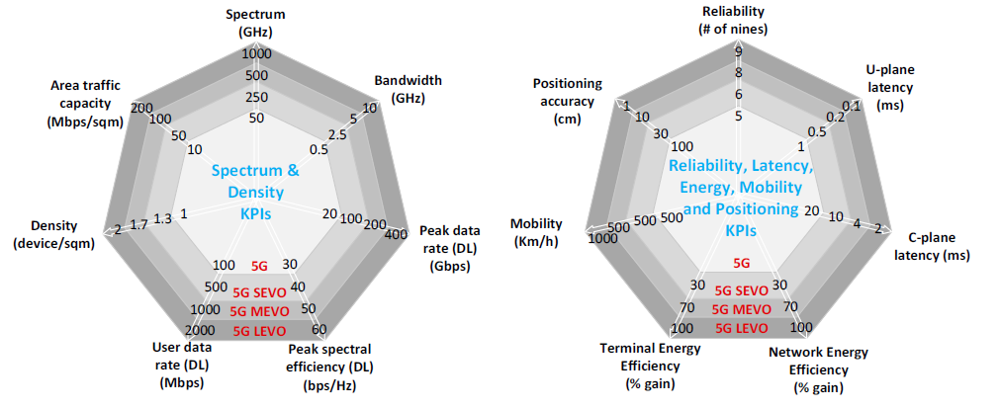 Spectrum
(GHz)
1000
500
250
50
Bandwidth
(GHz)
10
5
2.5
0.5
Area traffic
capacity
(Mbps/sqm)
200
100
50
10
Spectrum &
Density
KPIs
Density
(device/sqm)
2
1.7
1.3
1
20
100
200
400
Peak data
rate (DL)
(Gbps)
100
500
1000
2000
5G
5G SEVO
5G MEVO
5G LEVO
30
40
50
60
User data
rate (DL)
(Mbps)
Peak spectral
efficiency (DL)
(bps/Hz)
Reliability
(# of nines)
9
8
6
5
Positioning
accuracy
(cm)
1
10
30
100
U-plane
latency
(ms)
0.1
0.2
0.5
1
Reliability, Latency,
Energy, Mobility
and Positioning
KPIs
Mobility
(Km/h)
1000
500
500
500
20
10
4
2
C-plane
latency (ms)
30
70
100
5G
5G SEVO
5G MEVO
5G LEVO
30
70
100
Terminal Energy
Efficiency
(% gain)
Network Energy
Efficiency
(% gain)